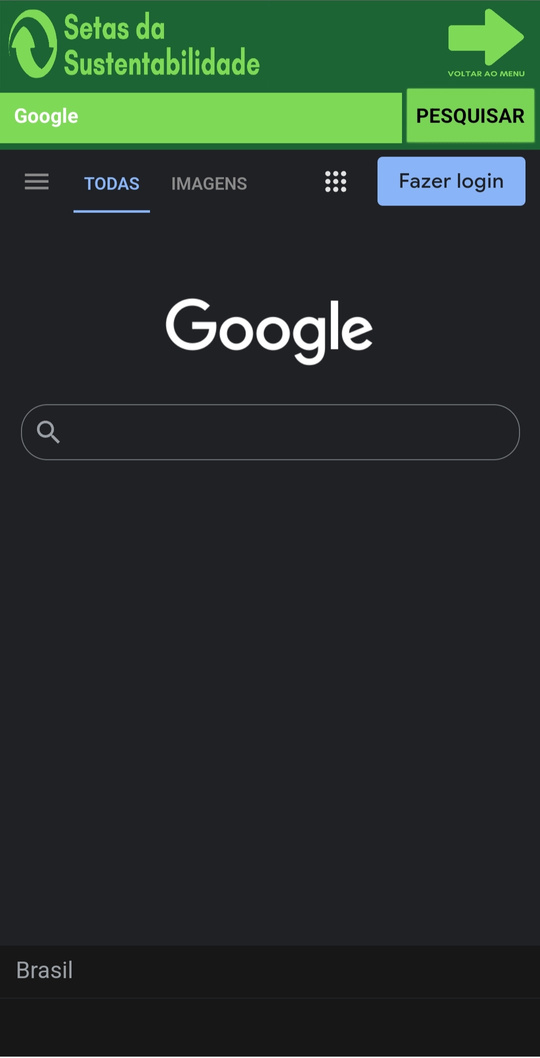 Setas da
Sustentabilidade
VOLTAR AO MENU
Google
PESQUISAR
TODAS
IMAGENS
Fazer login
Google
Brasil